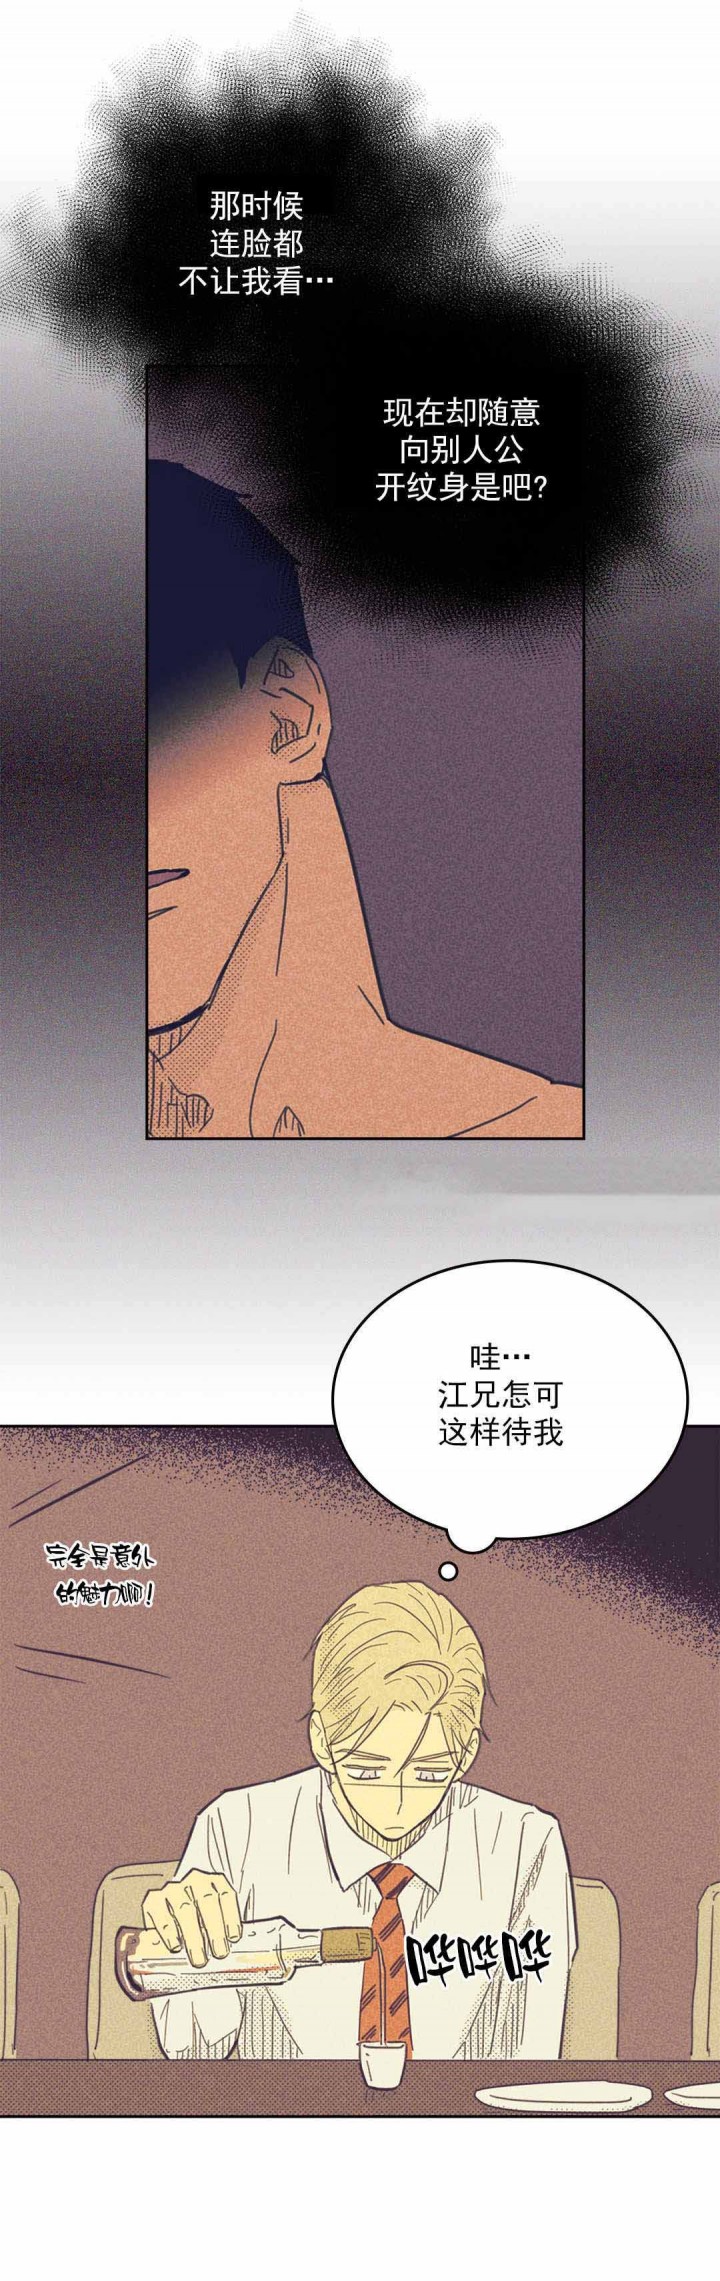 那时候
连脸都
不让我看…
现在却随意
向别人公
开纹身是吧?
哇…
江兄怎可
这样待我
完全是意外
的魅力啊！
哗哗哗